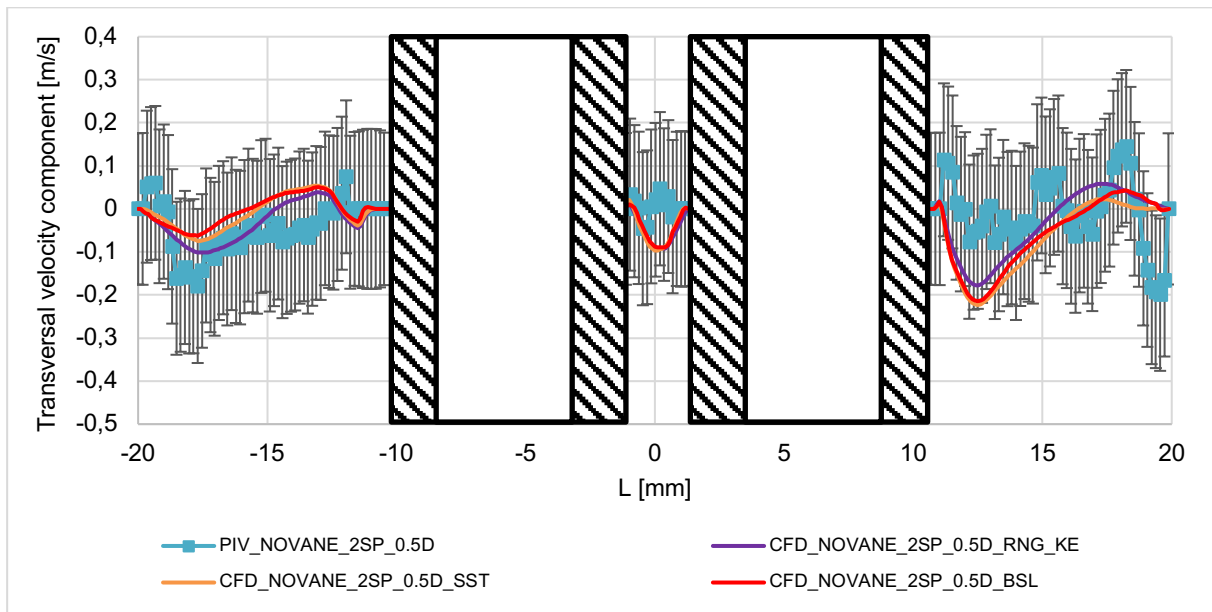 Transversal velocity component [m/s]
0,4
0,3
0,2
0,1
0
-0,1
-0,2
-0,3
-0,4
-0,5
-20 -15 -10 -5 0 5 10 15 20
L [mm]
PIV_NOVANE_2SP_0.5D CFD_NOVANE_2SP_0.5D_RNG_KE
CFD_NOVANE_2SP_0.5D_SST CFD_NOVANE_2SP_0.5D_BSL